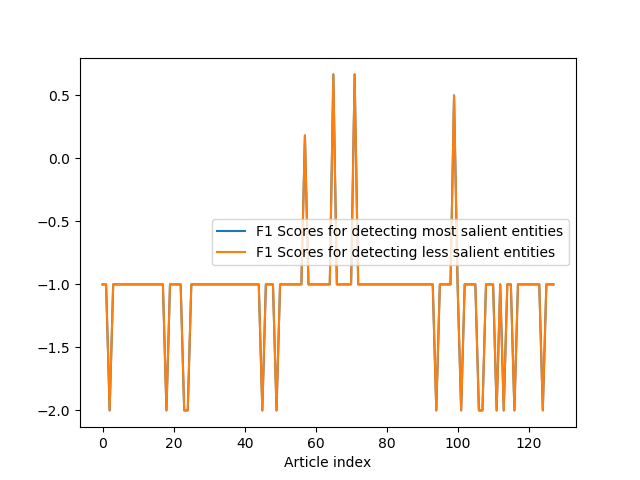 0.5
0.0
−0.5
−1.0
−1.5
−2.0
F1 Scores for detecting most salient entities
F1 Scores for detecting less salient entities
0 20 40 60 80 100 120
Article index